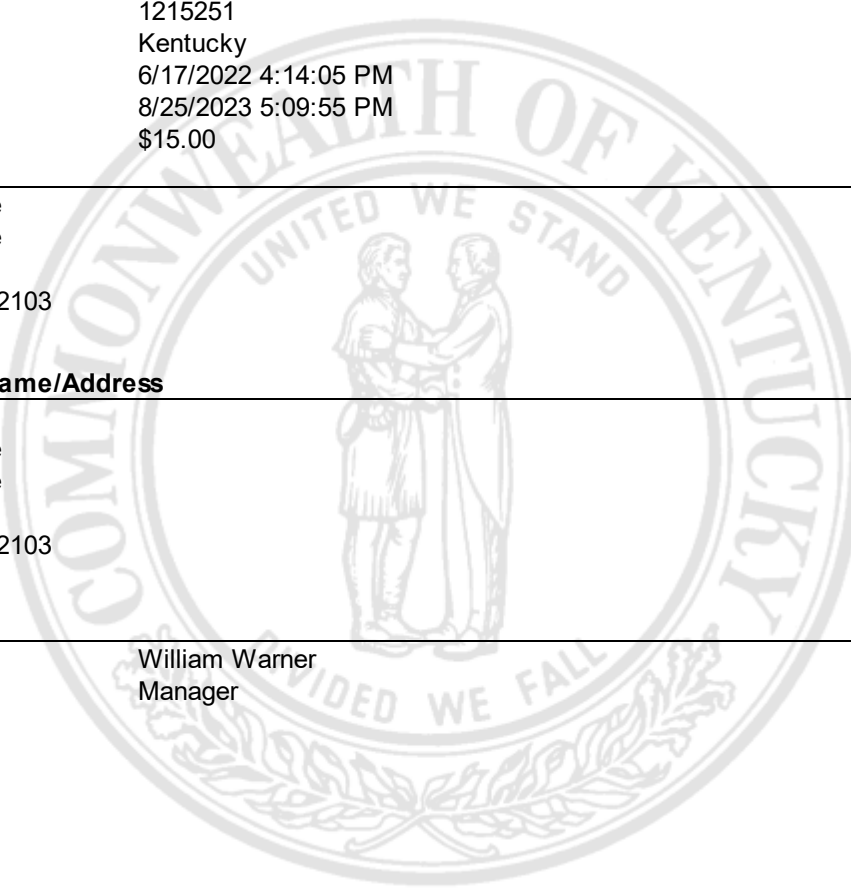 1215251
Kentucky
6/17/2022 4:14:05 PM
8/25/2023 5:09:55 PM
$15.00
e
e
2103
ame/Address
e
e
2103
William Warner
Manager
COMMONWEALTH OF KENTUCKY
UNITED WE STAND
DIVIDED WE FALL